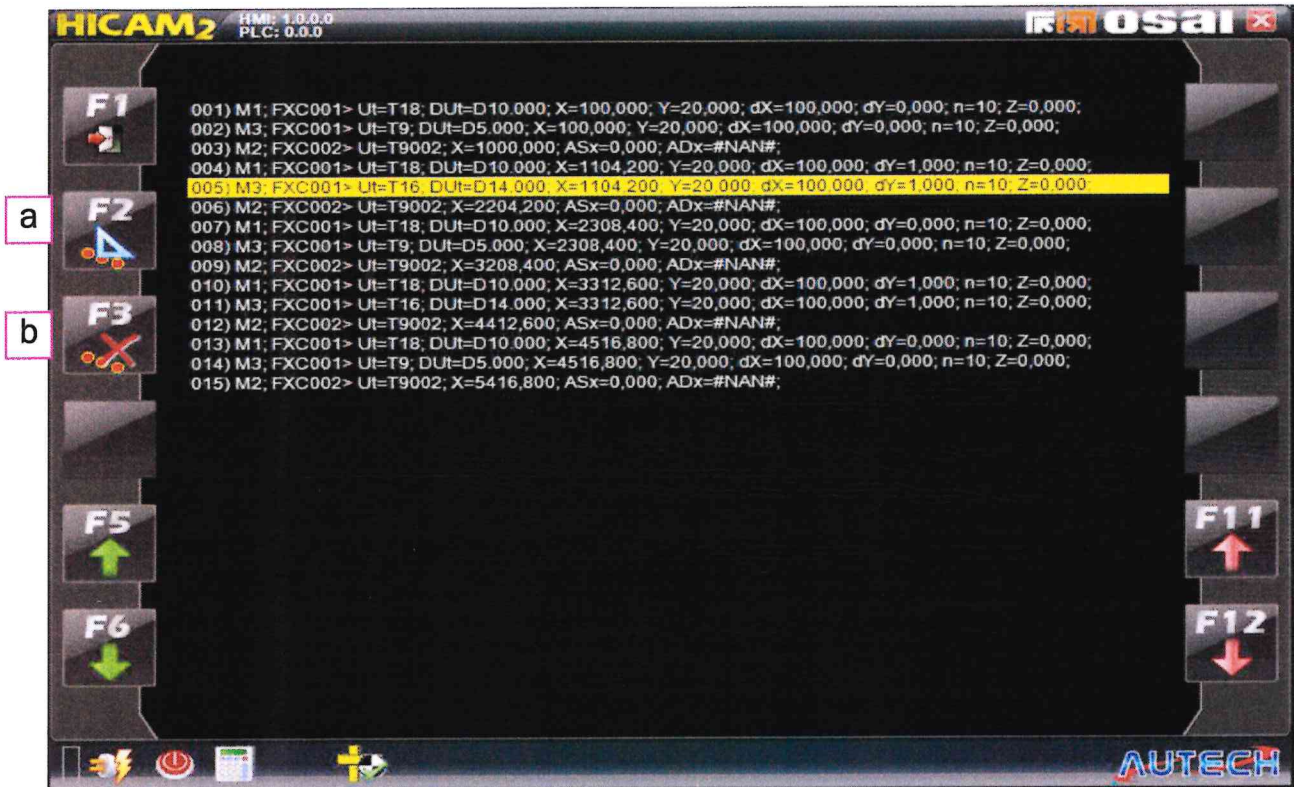 HICAM2 HMI: 1.0.0.0 osai
PLC: 0.0.0
F1
001) M1; FXC001> Ut=T18; DUt=D10.000; X=100,000; Y=20,000; dX=100,000; dY=0,000; n=10; Z=0,000;
002) M3; FXC001> Ut=T9; DUt=D5.000; X=100,000; Y=20,000; dX=100,000; dY=0,000; n=10; Z=0,000;
003) M2; FXC002> Ut=T9002; X=1000,000; ASx=0,000; ADx=#NAN#;
004) M1; FXC001> Ut=T18; DUt=D10.000; X=1104,200; Y=20,000; dX=100,000; dY=1,000; n=10; Z=0,000;
005) M3; FXC001> Ut=T16; DUt=D14.000; X=1104,200; Y=20,000; dX=100,000; dY=1,000; n=10; Z=0,000;
a
F2
006) M2; FXC002> Ut=T9002; X=2204,200; ASx=0,000; ADx=#NAN#;
007) M1; FXC001> Ut=T18; DUt=D10.000; X=2308,400; Y=20,000; dX=100,000; dY=0,000; n=10; Z=0,000;
008) M3; FXC001> Ut=T9; DUt=D5.000; X=2308,400; Y=20,000; dX=100,000; dY=0,000; n=10; Z=0,000;
009) M2; FXC002> Ut=T9002; X=3208,400; ASx=0,000; ADx=#NAN#;
010) M1; FXC001> Ut=T18; DUt=D10.000; X=3312,600; Y=20,000; dX=100,000; dY=1,000; n=10; Z=0,000;
011) M3; FXC001> Ut=T16; DUt=D14.000; X=3312,600; Y=20,000; dX=100,000; dY=1,000; n=10; Z=0,000;
b
F3
012) M2; FXC002> Ut=T9002; X=4412,600; ASx=0,000; ADx=#NAN#;
013) M1; FXC001> Ut=T18; DUt=D10.000; X=4516,800; Y=20,000; dX=100,000; dY=0,000; n=10; Z=0,000;
014) M3; FXC001> Ut=T9; DUt=D5.000; X=4516,800; Y=20,000; dX=100,000; dY=0,000; n=10; Z=0,000;
015) M2; FXC002> Ut=T9002; X=5416,800; ASx=0,000; ADx=#NAN#;
F5
F11
F6
F12
AUTECH